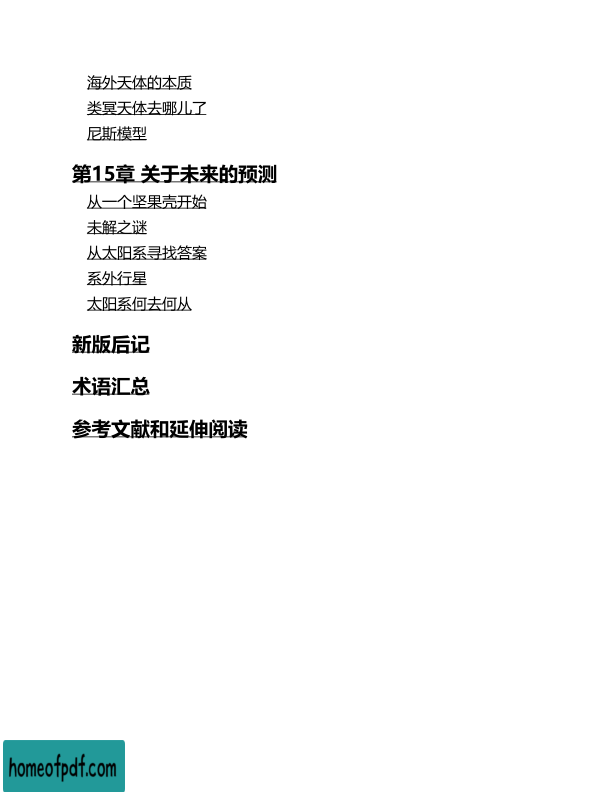 海外天体的本质
类冥天体去哪儿了
尼斯模型
第15章 关于未来的预测
从一个坚果壳开始
未解之谜
从太阳系寻找答案
系外行星
太阳系何去何从
新版后记
术语汇总
参考文献和延伸阅读
homeofpdf.com